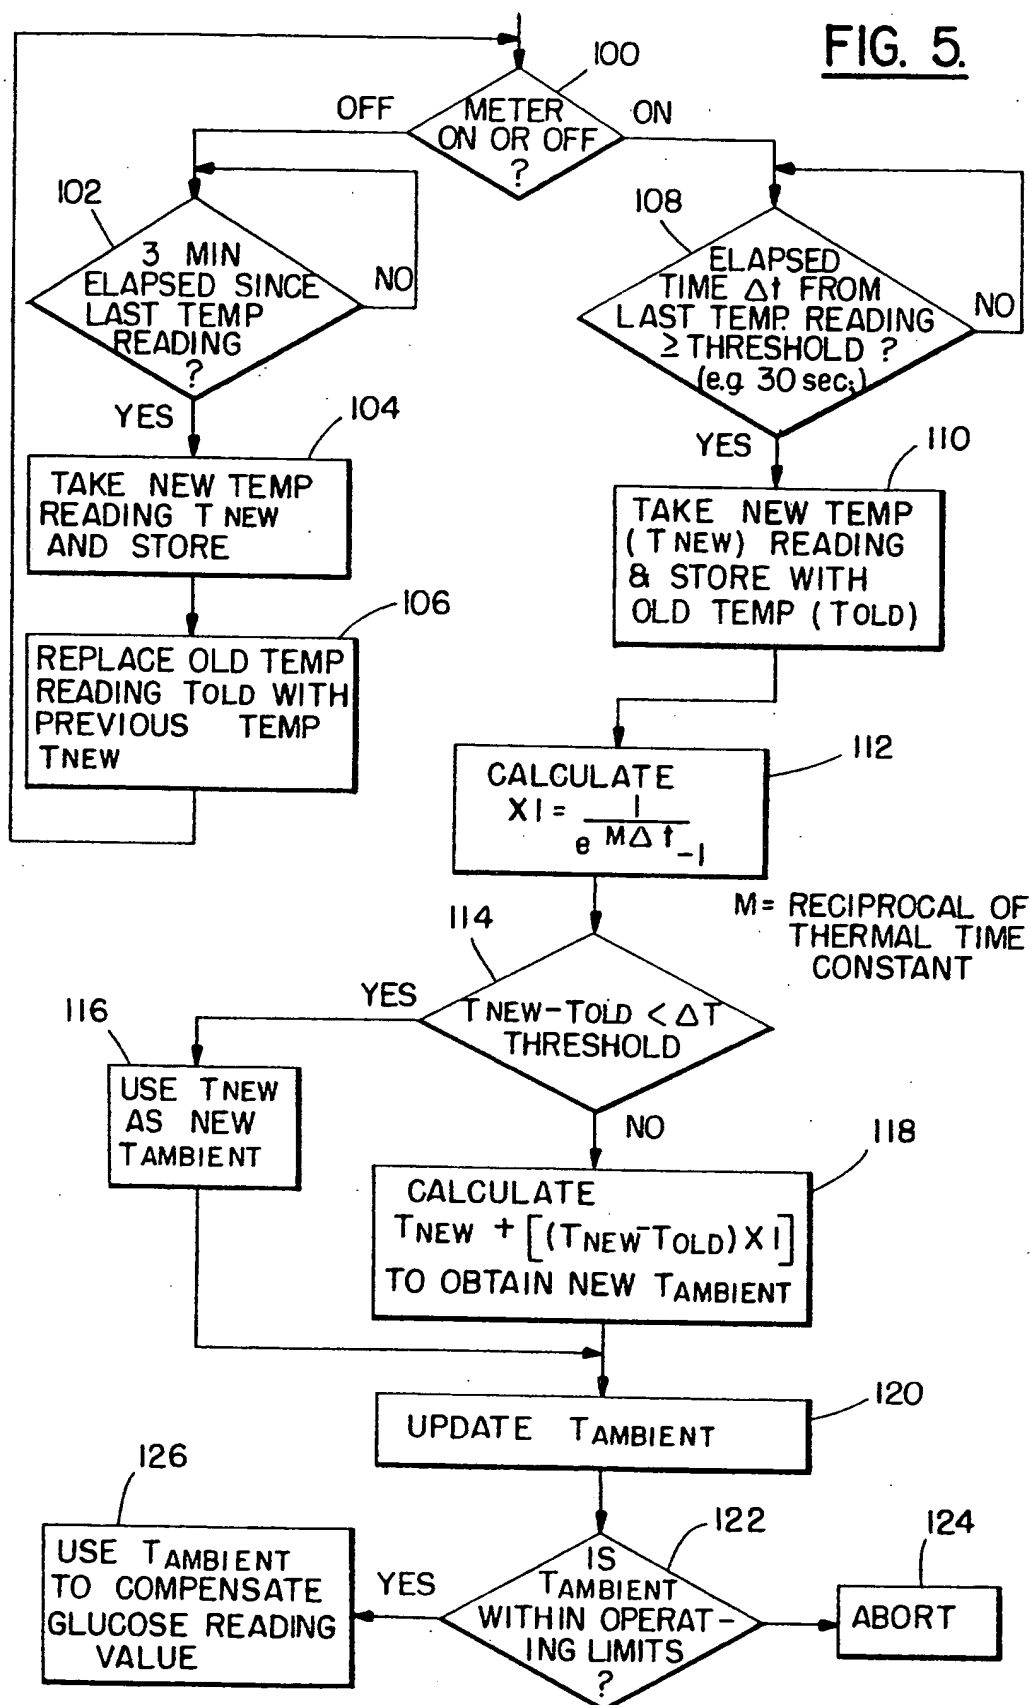 FIG. 5.
100
METER
ON OR OFF
?
OFF
ON
102
3 MIN
ELAPSED SINCE
LAST TEMP
READING
?
NO
YES
104
TAKE NEW TEMP
READING TNEW
AND STORE
106
REPLACE OLD TEMP
READING TOLD WITH
PREVIOUS TEMP
TNEW
108
ELAPSED
TIME Δt FROM
LAST TEMP. READING
≥ THRESHOLD ?
(e.g 30 sec.)
NO
YES
110
TAKE NEW TEMP
(TNEW) READING
& STORE WITH
OLD TEMP (TOLD)
112
CALCULATE
X1 = 1
e MΔt -1
M = RECIPROCAL OF
THERMAL TIME
CONSTANT
114
TNEW-TOLD < ΔT
THRESHOLD
YES
NO
116
USE TNEW
AS NEW
TAMBIENT
118
CALCULATE
TNEW + [(TNEW-TOLD) X1]
TO OBTAIN NEW TAMBIENT
120
UPDATE TAMBIENT
122
IS
TAMBIENT
WITHIN OPERAT-
ING LIMITS
?
YES
124
ABORT
126
USE TAMBIENT
TO COMPENSATE
GLUCOSE READING
VALUE